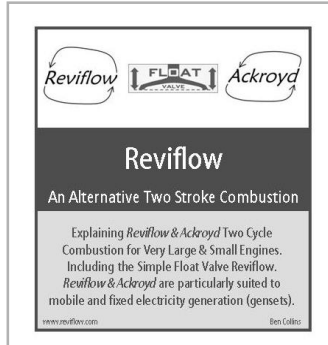 Reviflow FLOAT VALVE Ackroyd
Reviflow
An Alternative Two Stroke Combustion
Explaining Reviflow & Ackroyd Two Cycle
Combustion for Very Large & Small Engines.
Including the Simple Float Valve Reviflow.
Reviflow & Ackroyd are particularly suited to
mobile and fixed electricity generation (gensets).
www.reviflow.com Ben Collins